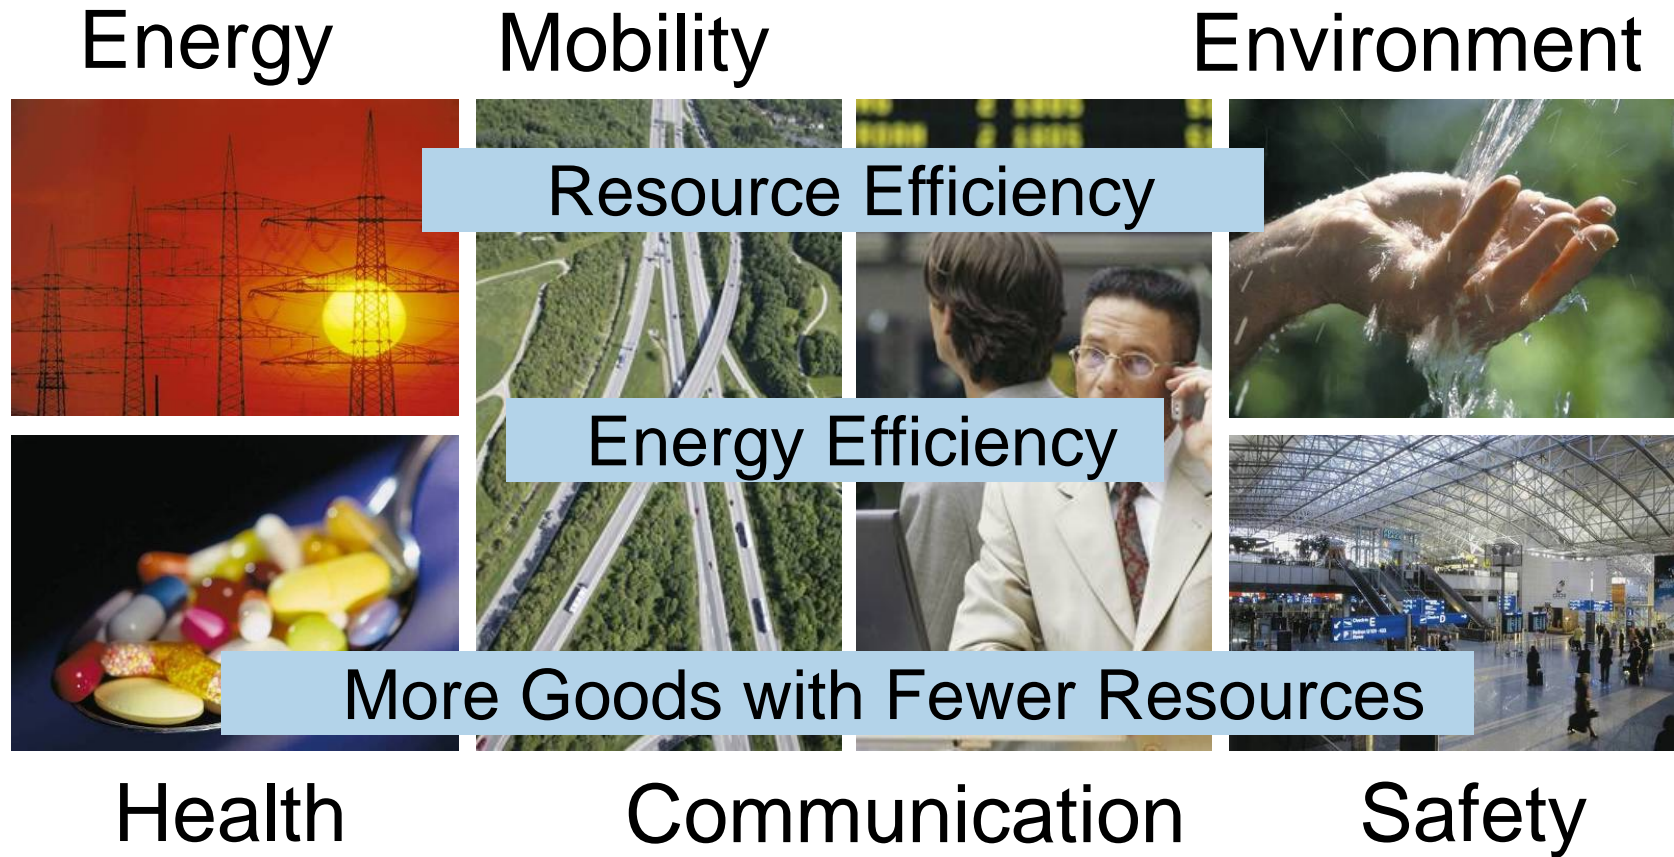 Energy
Mobility
Environment
Resource Efficiency
Energy Efficiency
More Goods with Fewer Resources
Health
Communication
Safety